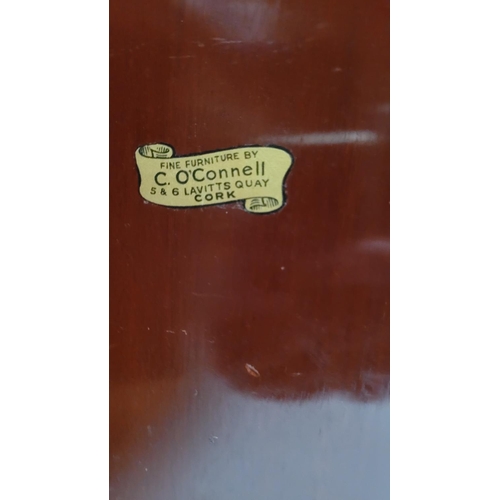 FINE FURNITURE BY
C. O'Connell
5 & 6 LAVITTS QUAY
CORK